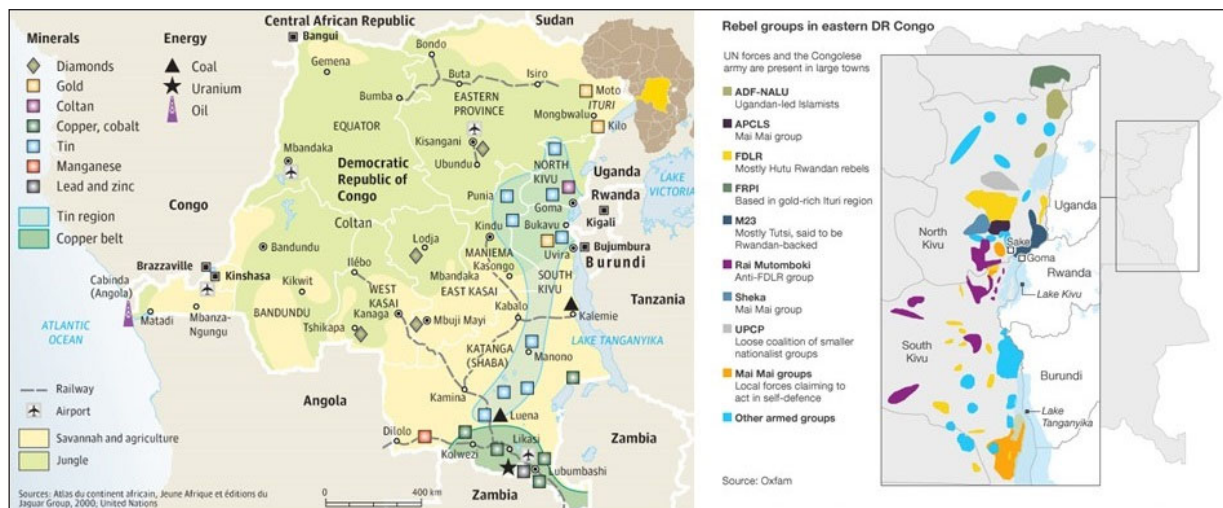 Central African Republic
Sudan
Minerals
Diamonds
Gold
Coltan
Copper, cobalt
Tin
Manganese
Lead and zinc
Tin region
Copper belt
Energy
Coal
Uranium
Oil
Bangui
Gemena
Bondo
Buta
Isiro
Bumba
EASTERN
PROVINCE
Moto
ITURI
Mongbwalu
Kilo
EQUATOR
Kisangani
Mbandaka
Ubundu
Democratic
Republic of
Congo
NORTH
KIVU
Uganda
LAKE
VICTORIA
Congo
Coltan
Punia
Goma
Rwanda
Kigali
Kindu
Bukavu
Bandundu
Lodja
MANIEMA
Uvira
Bujumbura
Burundi
Brazzaville
Kinshasa
Ilébo
Mbandaka
Kasongo
Cabinda
(Angola)
Kikwit
WEST
KASAI
EAST KASAI
SOUTH
KIVU
Tanzania
Matadi
Mbanza-
Ngungu
BANDUNDU
Kanaga
Kabalo
Kalemie
ATLANTIC
OCEAN
Tshikapa
Mbuji Mayi
LAKE TANGANYIKA
KATANGA
(SHABA)
Manono
Railway
Airport
Savannah and agriculture
Jungle
Angola
Kamina
Luena
Dilolo
Kolwezi
Likasi
Lubumbashi
Zambia
Zambia
Sources: Atlas du continent africain, Jeune Afrique et éditions du
Jaguar Group, 2000; United Nations
400 km
Rebel groups in eastern DR Congo
UN forces and the Congolese
army are present in large towns
ADF-NALU
Ugandan-led Islamists
APCLS
Mai Mai group
FDLR
Mostly Hutu Rwandan rebels
FRPI
Based in gold-rich Ituri region
M23
Mostly Tutsi, said to be
Rwandan-backed
Rai Mutomboki
Anti-FDLR group
Sheka
Mai Mai group
UPCP
Loose coalition of smaller
nationalist groups
Mai Mai groups
Local forces claiming to
act in self-defence
Other armed groups
Source: Oxfam
Uganda
North
Kivu
Sake
Goma
Rwanda
Lake Kivu
South
Kivu
Burundi
Lake
Tanganyika